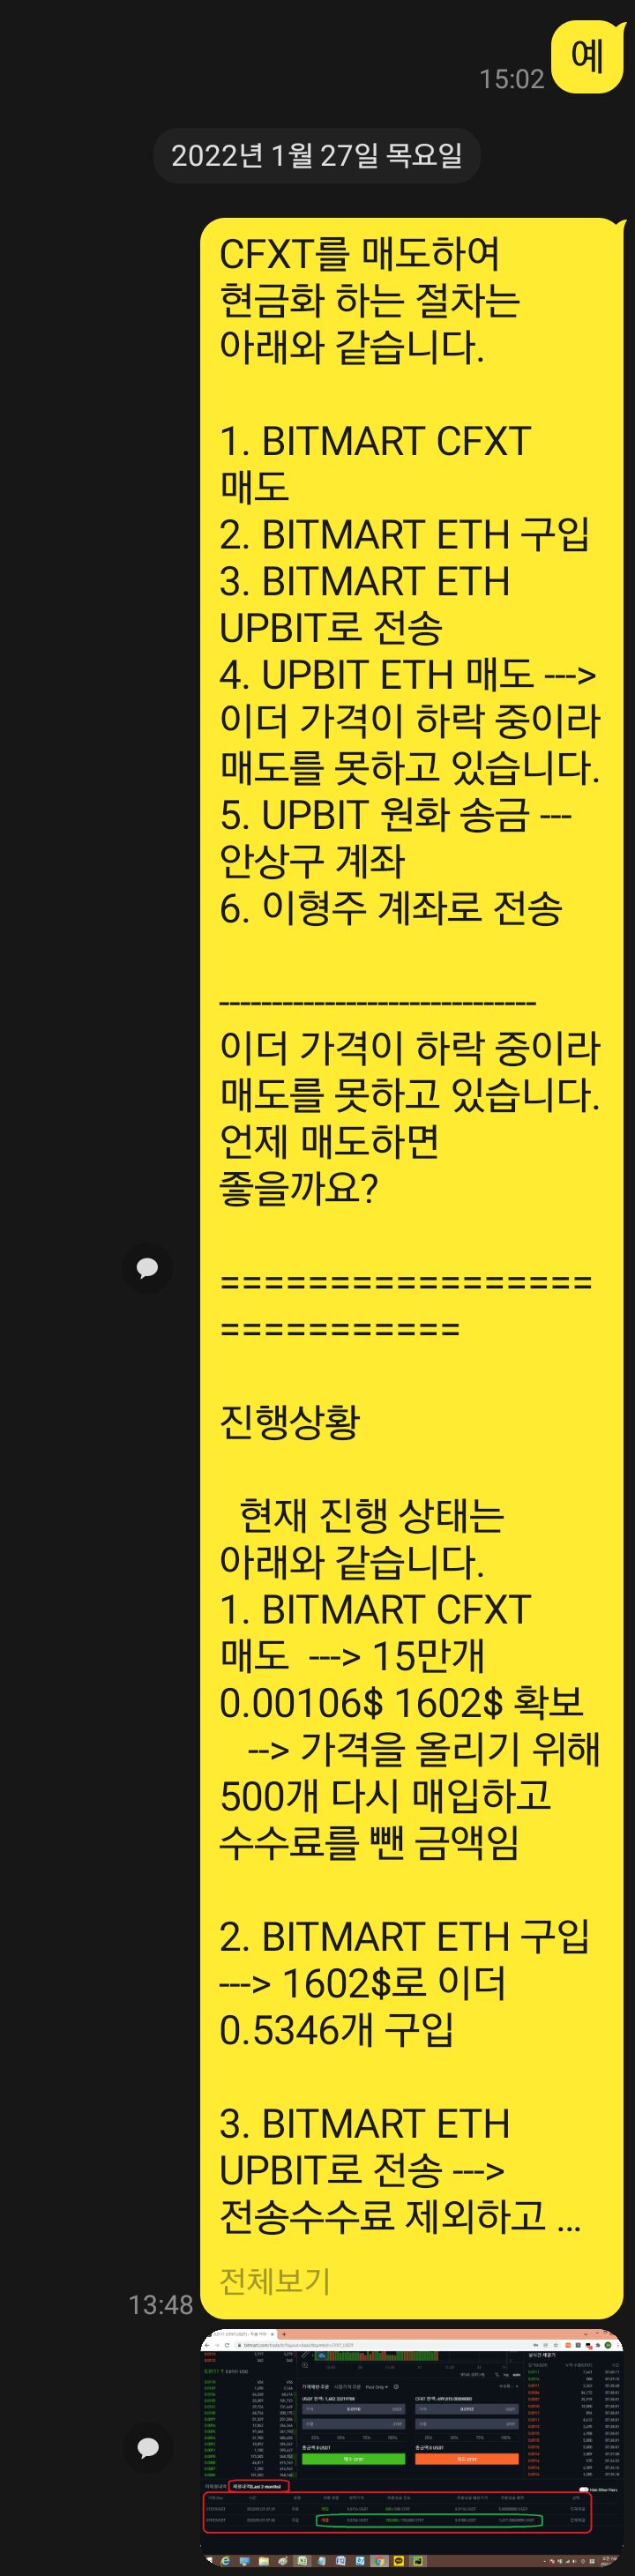 예
15:02
2022년 1월 27일 목요일
CFXT를 매도하여
현금화 하는 절차는
아래와 같습니다.
1. BITMART CFXT
매도
2. BITMART ETH 구입
3. BITMART ETH
UPBIT로 전송
4. UPBIT ETH 매도 --->
이더 가격이 하락 중이라
매도를 못하고 있습니다.
5. UPBIT 원화 송금 ---
안상구 계좌
6. 이형주 계좌로 전송
------------------------------
이더 가격이 하락 중이라
매도를 못하고 있습니다.
언제 매도하면
좋을까요?
=================
===========
진행상황
현재 진행 상태는
아래와 같습니다.
1. BITMART CFXT
매도 ---> 15만개
0.00106$ 1602$ 확보
--> 가격을 올리기 위해
500개 다시 매입하고
수수료를 뺀 금액임
2. BITMART ETH 구입
---> 1602$로 이더
0.5346개 구입
3. BITMART ETH
UPBIT로 전송 --->
전송수수료 제외하고 ...
전체보기
13:48